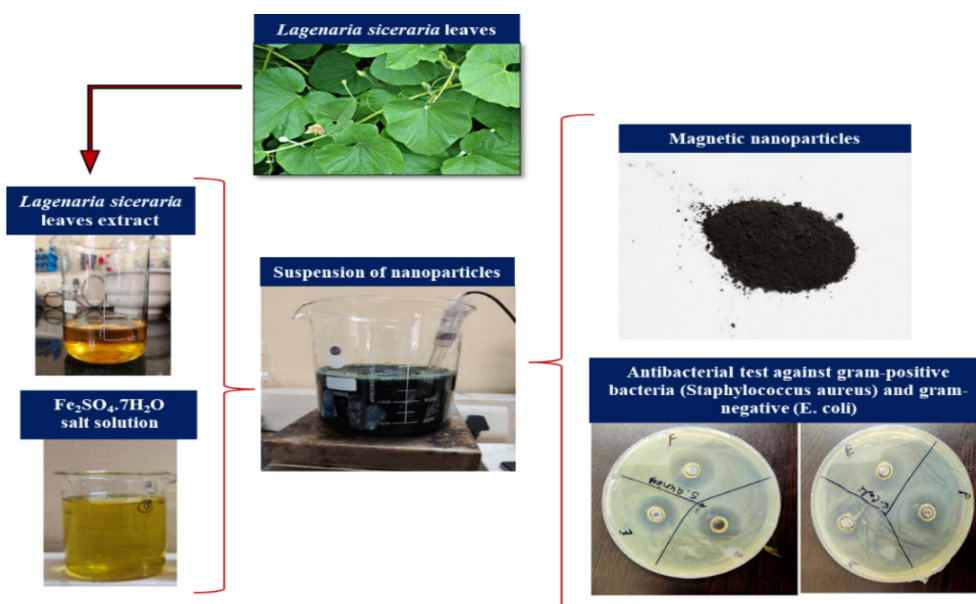 Lagenaria siceraria leaves
Lagenaria siceraria
leaves extract
Fe₂SO₄.7H₂O
salt solution
Suspension of nanoparticles
Magnetic nanoparticles
Antibacterial test against gram-positive
bacteria (Staphylococcus aureus) and gram-
negative (E. coli)